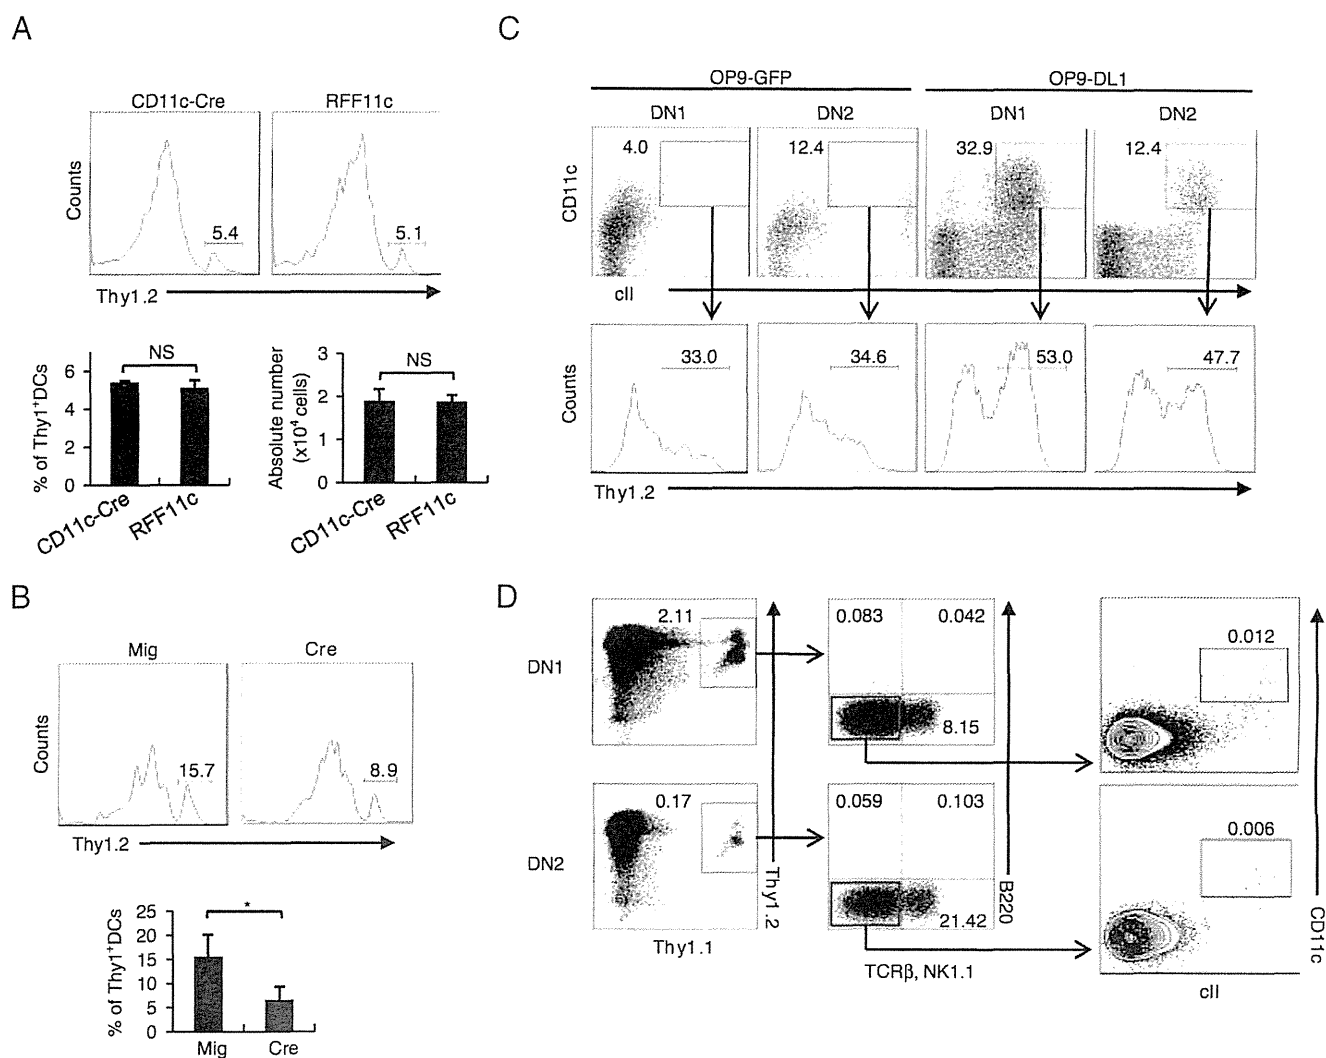 A
CD11c-Cre
RFF11c
Counts
5.4
5.1
Thy1.2
% of Thy1+DCs
6
4
2
0
NS
CD11c-Cre
RFF11c
Absolute number
(x10⁴ cells)
3
2
1
0
NS
CD11c-Cre
RFF11c
B
Mig
Cre
Counts
15.7
8.9
Thy1.2
% of Thy1+DCs
25
20
15
10
5
0
*
Mig
Cre
C
OP9-GFP
OP9-DL1
DN1
DN2
DN1
DN2
CD11c
4.0
12.4
32.9
12.4
cII
Counts
33.0
34.6
53.0
47.7
Thy1.2
D
DN1
2.11
0.083
0.042
8.15
0.012
DN2
0.17
0.059
0.103
21.42
0.006
Thy1.2
B220
CD11c
Thy1.1
TCRβ, NK1.1
cII